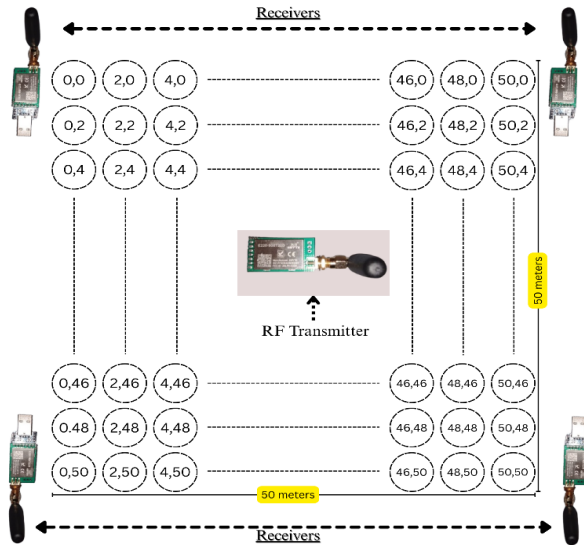 Receivers
0,0 2,0 4,0 46,0 48,0 50,0
0,2 2,2 4,2 46,2 48,2 50,2
0,4 2,4 4,4 46,4 48,4 50,4
RF Transmitter
50 meters
0,46 2,46 4,46 46,46 48,46 50,46
0.48 2,48 4,48 46,48 48,48 50,48
0,50 2,50 4,50 46,50 48,50 50,50
50 meters
Receivers